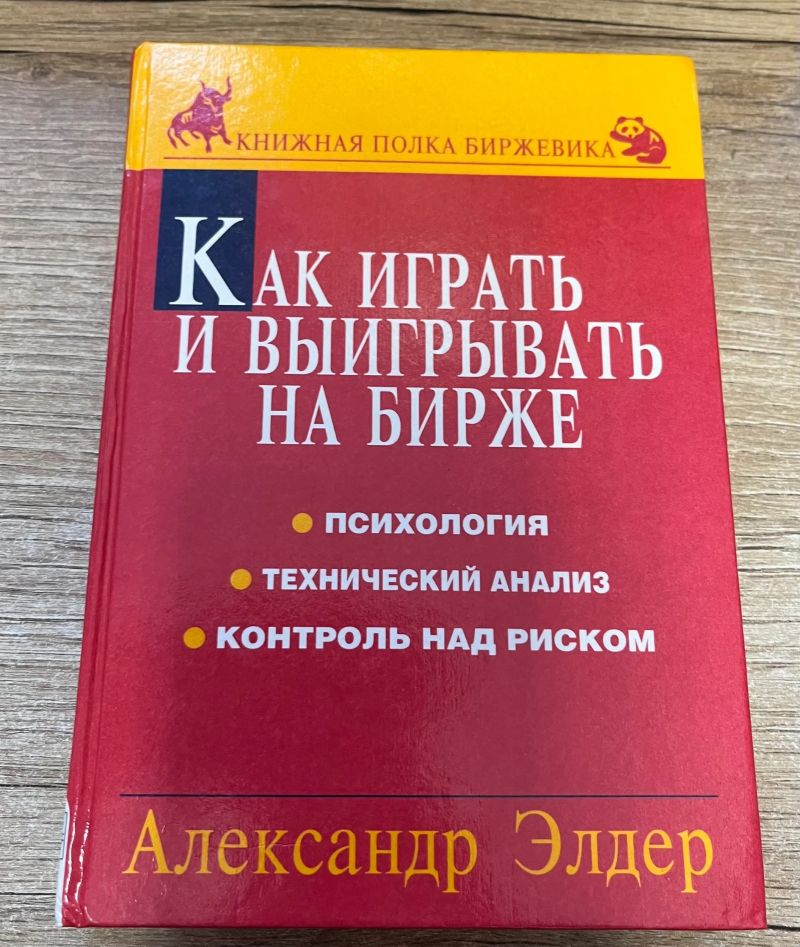 КНИЖНАЯ ПОЛКА БИРЖЕВИКА
КАК ИГРАТЬ
И ВЫИГРЫВАТЬ
НА БИРЖЕ
ПСИХОЛОГИЯ
ТЕХНИЧЕСКИЙ АНАЛИЗ
КОНТРОЛЬ НАД РИСКОМ
Александр Элдер